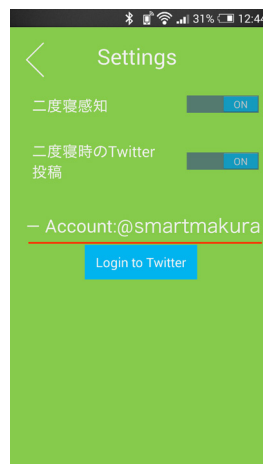 31% 12:44
Settings
二度寝感知
ON
二度寝時のTwitter
投稿
ON
– Account:@smartmakura
Login to Twitter